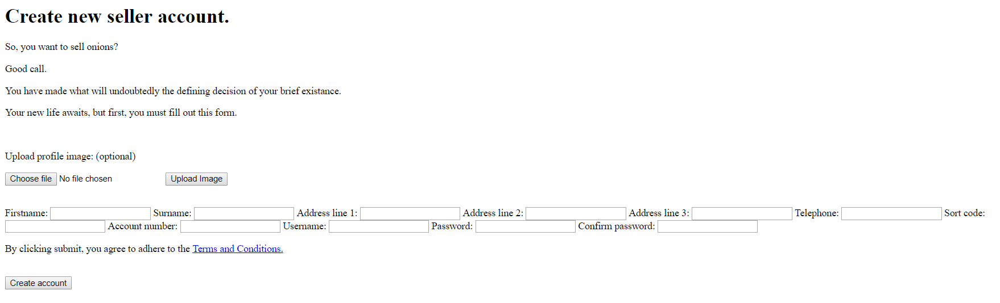 Create new seller account.
So, you want to sell onions?
Good call.
You have made what will undoubtedly the defining decision of your brief existance.
Your new life awaits, but first, you must fill out this form.
Upload profile image: (optional)
Choose file No file chosen Upload Image
Firstname: Surname: Address line 1: Address line 2: Address line 3: Telephone: Sort code:
Account number: Username: Password: Confirm password:
By clicking submit, you agree to adhere to the Terms and Conditions.
Create account